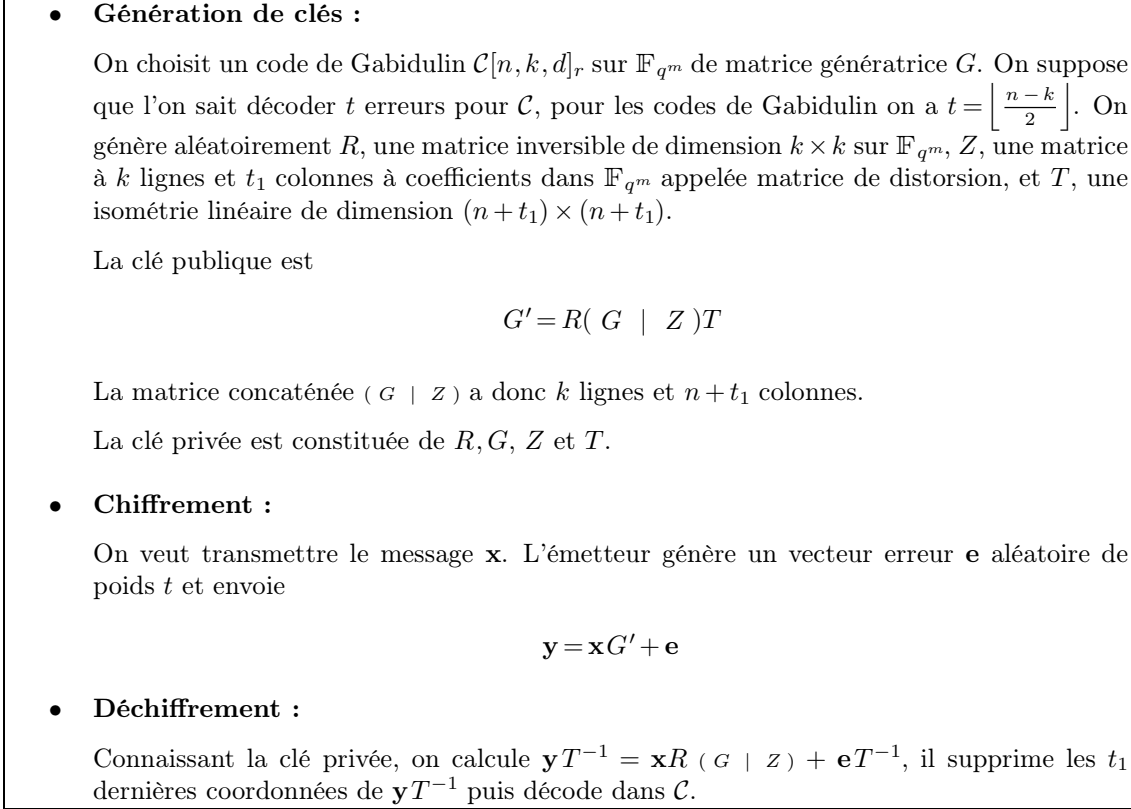 • Génération de clés :
On choisit un code de Gabidulin 𝒞[n, k, d]_r sur 𝔽_{q^m} de matrice génératrice G. On suppose
que l'on sait décoder t erreurs pour 𝒞, pour les codes de Gabidulin on a t = ⌊(n − k)/2⌋. On
génère aléatoirement R, une matrice inversible de dimension k × k sur 𝔽_{q^m}, Z, une matrice
à k lignes et t₁ colonnes à coefficients dans 𝔽_{q^m} appelée matrice de distorsion, et T, une
isométrie linéaire de dimension (n + t₁) × (n + t₁).
La clé publique est
G′ = R( G | Z )T
La matrice concaténée ( G | Z ) a donc k lignes et n + t₁ colonnes.
La clé privée est constituée de R, G, Z et T.
• Chiffrement :
On veut transmettre le message x. L'émetteur génère un vecteur erreur e aléatoire de
poids t et envoie
y = xG′ + e
• Déchiffrement :
Connaissant la clé privée, on calcule yT⁻¹ = xR ( G | Z ) + eT⁻¹, il supprime les t₁
dernières coordonnées de yT⁻¹ puis décode dans 𝒞.